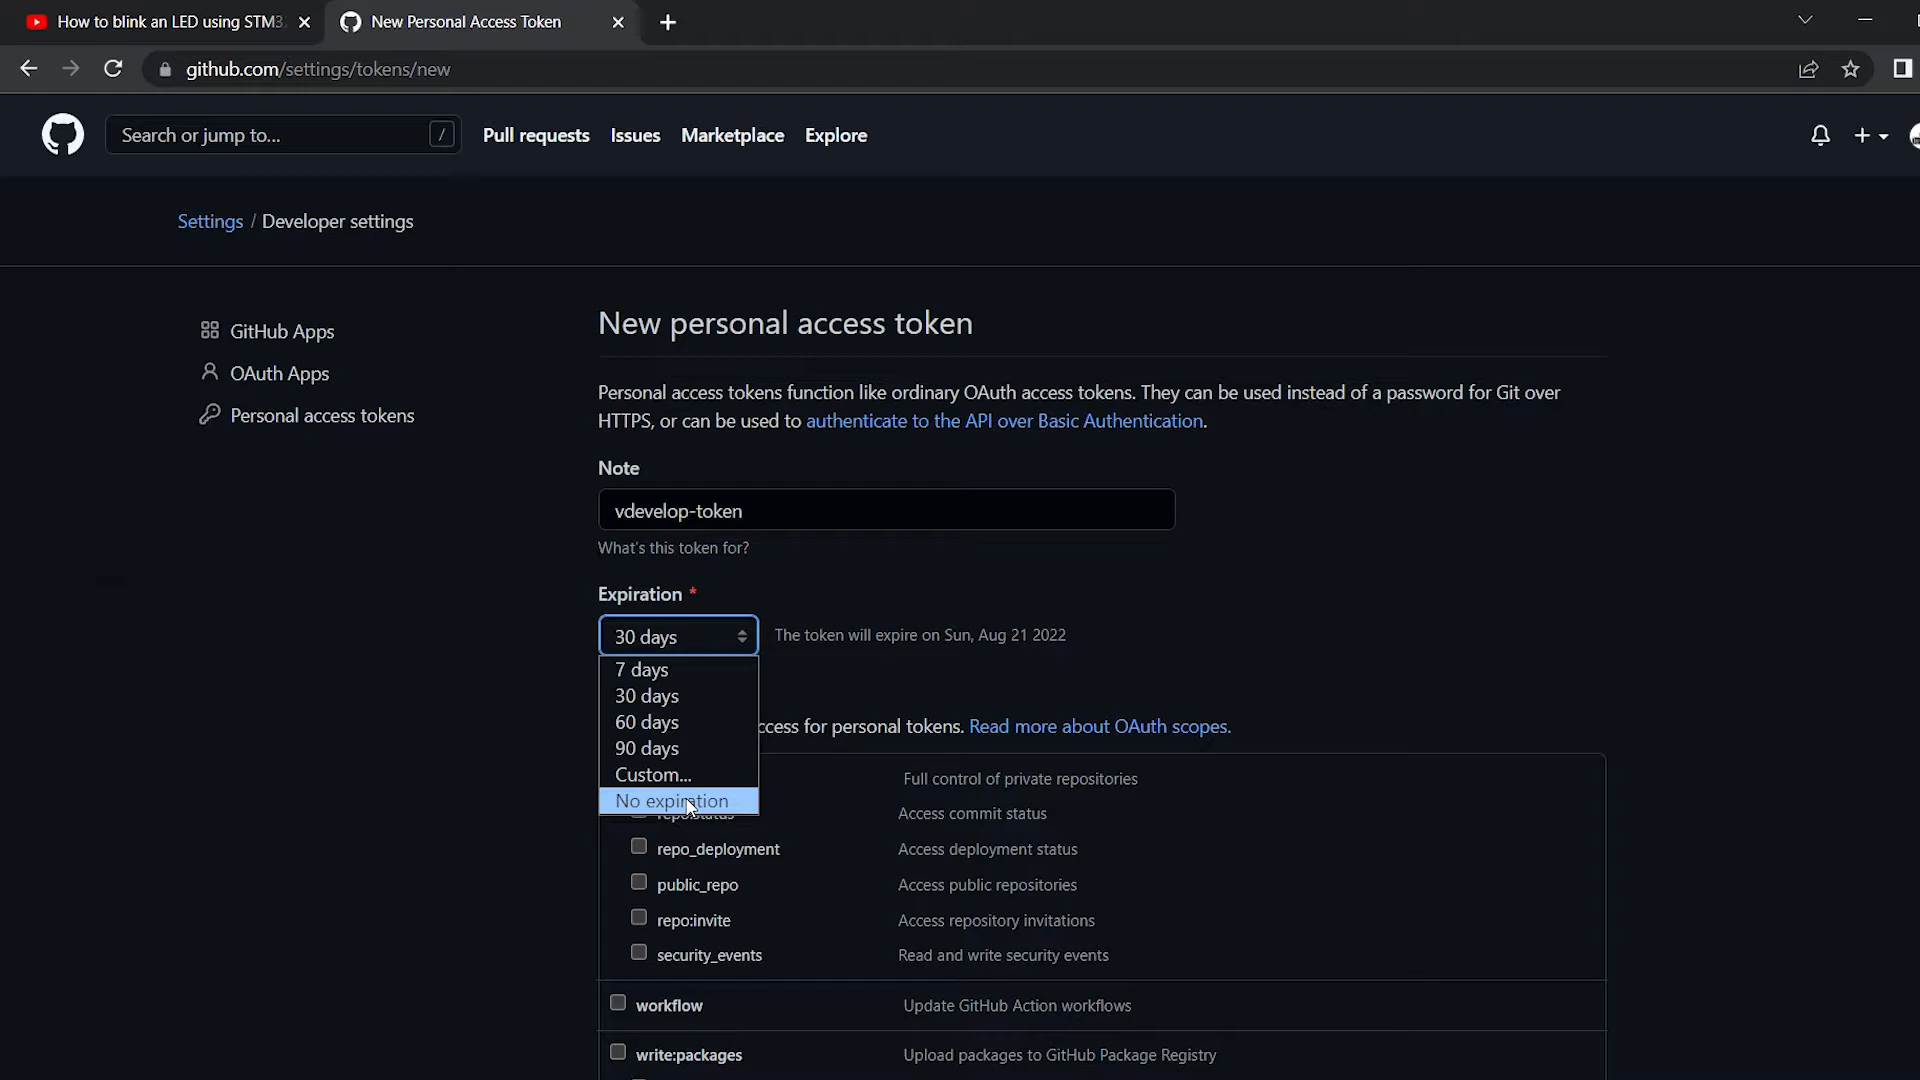 How to blink an LED using STM3
New Personal Access Token
github.com/settings/tokens/new
Search or jump to...
/
Pull requests
Issues
Marketplace
Explore
Settings / Developer settings
GitHub Apps
OAuth Apps
Personal access tokens
New personal access token
Personal access tokens function like ordinary OAuth access tokens. They can be used instead of a password for Git over
HTTPS, or can be used to authenticate to the API over Basic Authentication.
Note
vdevelop-token
What's this token for?
Expiration *
30 days
The token will expire on Sun, Aug 21 2022
7 days
30 days
60 days
90 days
Custom...
No expiration
ccess for personal tokens. Read more about OAuth scopes.
Full control of private repositories
repo:status Access commit status
repo_deployment Access deployment status
public_repo Access public repositories
repo:invite Access repository invitations
security_events Read and write security events
workflow Update GitHub Action workflows
write:packages Upload packages to GitHub Package Registry